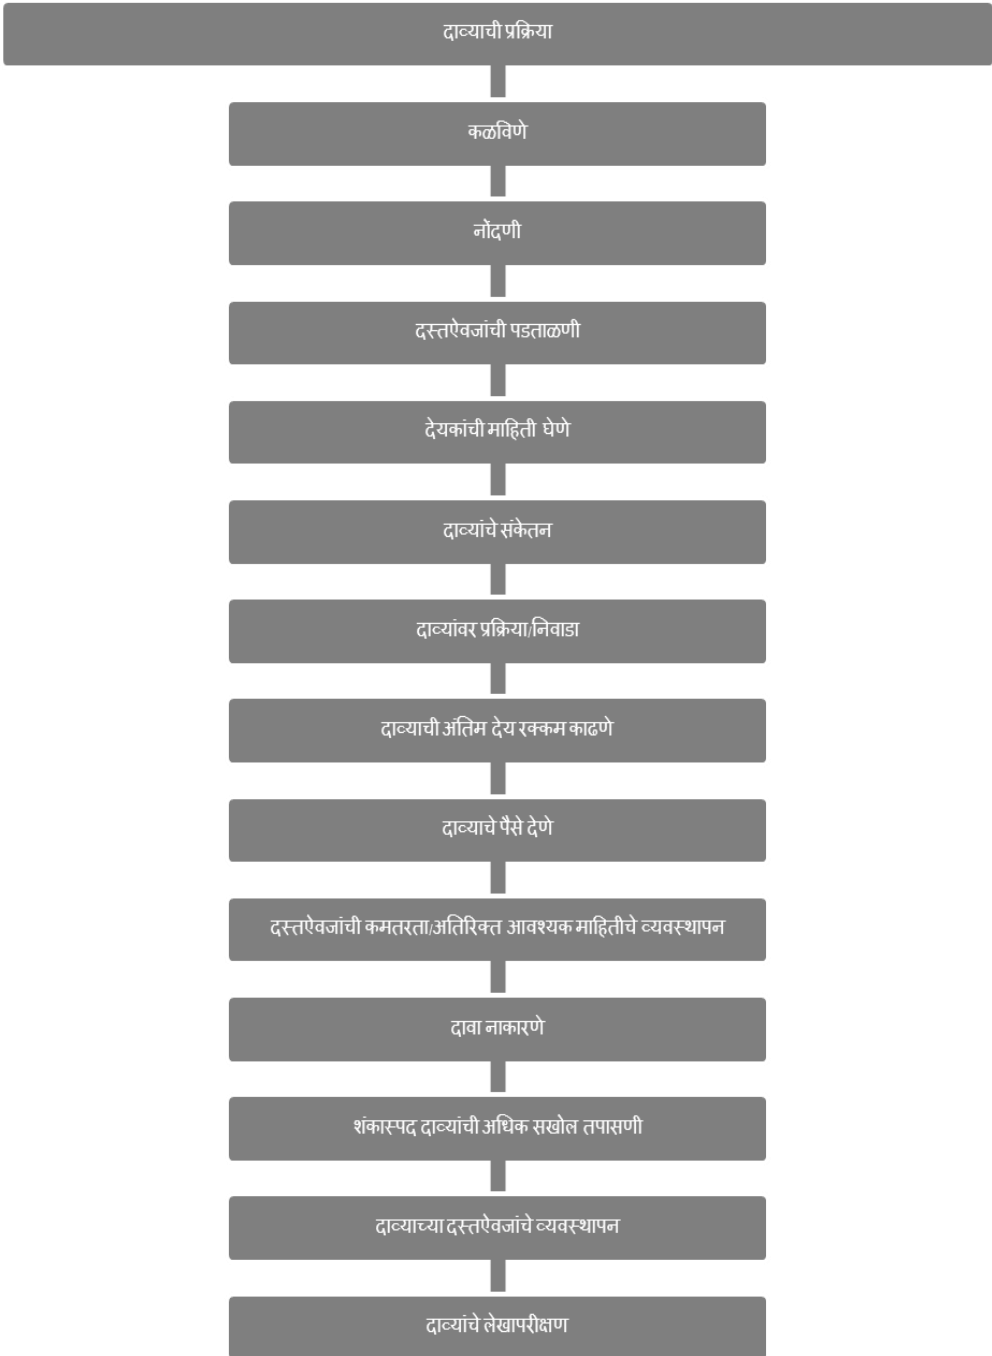 दाव्याची प्रक्रिया
कळविणे
नोंदणी
दस्तऐवजांची पडताळणी
देयकांची माहिती घेणे
दाव्यांचे संकेतन
दाव्यांवर प्रक्रिया/निवाडा
दाव्याची अंतिम देय रक्कम काढणे
दाव्याचे पैसे देणे
दस्तऐवजांची कमतरता/अतिरिक्त आवश्यक माहितीचे व्यवस्थापन
दावा नाकारणे
शंकास्पद दाव्यांची अधिक सखोल तपासणी
दाव्याच्या दस्तऐवजांचे व्यवस्थापन
दाव्यांचे लेखापरीक्षण